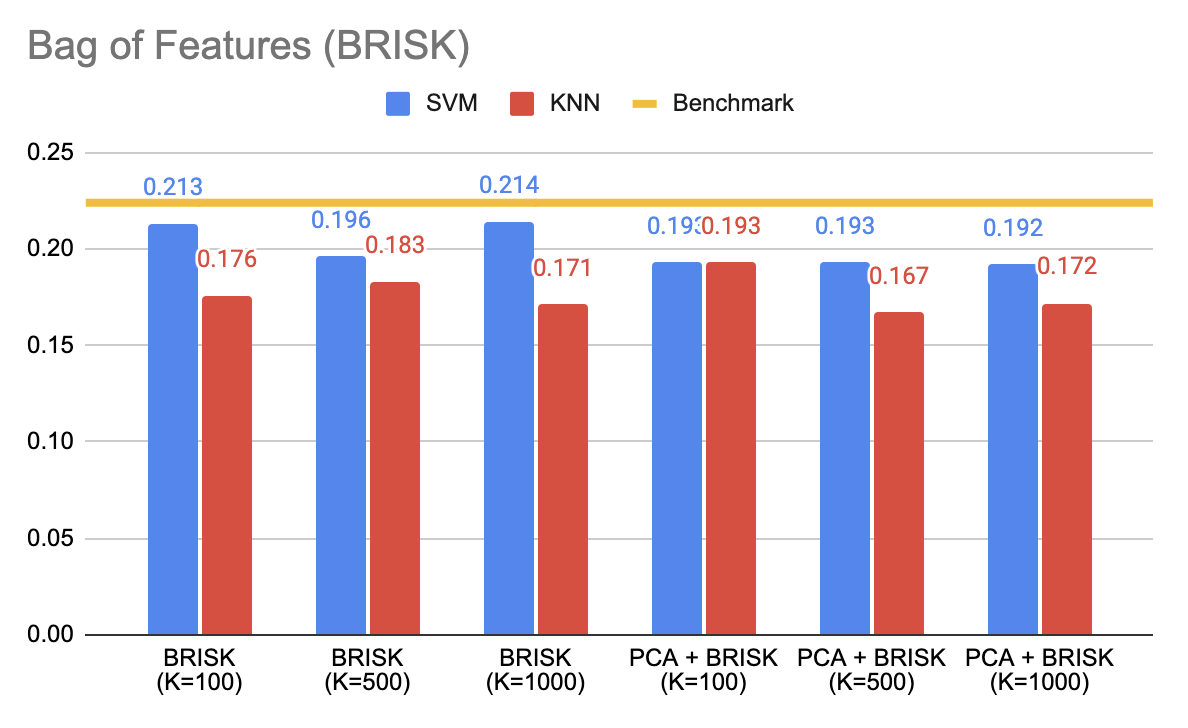 Bag of Features (BRISK)
SVM KNN Benchmark
0.25
0.213 0.214
0.196 0.193 0.193 0.193 0.192
0.20
0.176 0.183 0.171 0.167 0.172
0.15
0.10
0.05
0.00
BRISK BRISK BRISK PCA + BRISK PCA + BRISK PCA + BRISK
(K=100) (K=500) (K=1000) (K=100) (K=500) (K=1000)